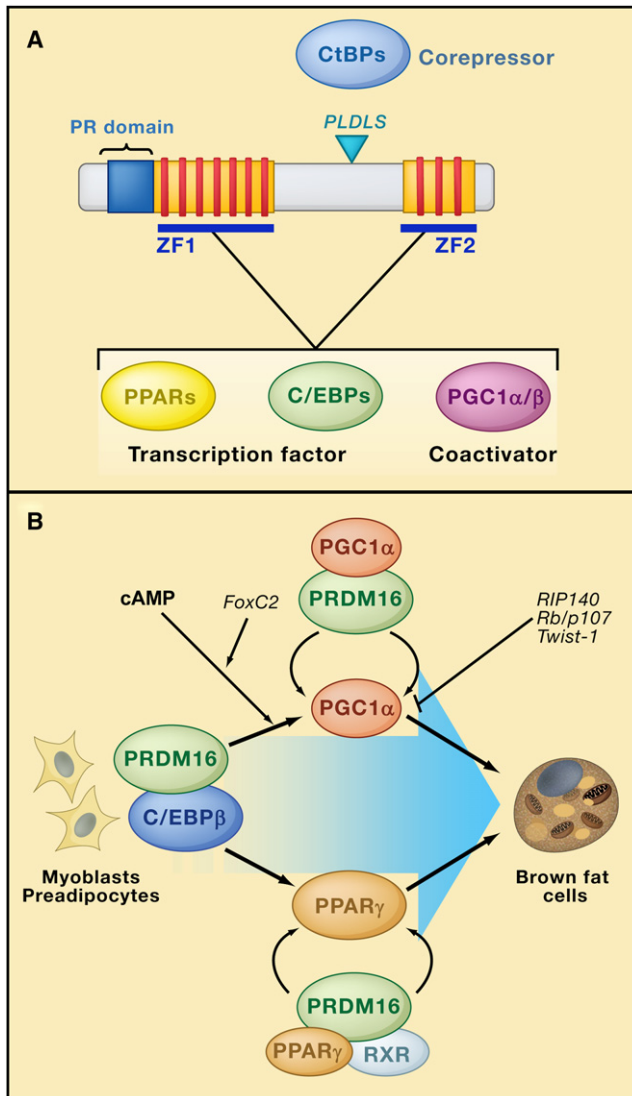 A
CtBPs
Corepressor
PR domain
PLDLS
ZF1
ZF2
PPARs
C/EBPs
PGC1α/β
Transcription factor
Coactivator
B
PGC1α
PRDM16
cAMP
FoxC2
RIP140
Rb/p107
Twist-1
PGC1α
PRDM16
C/EBPβ
Myoblasts
Preadipocytes
Brown fat
cells
PPARγ
PRDM16
PPARγ
RXR